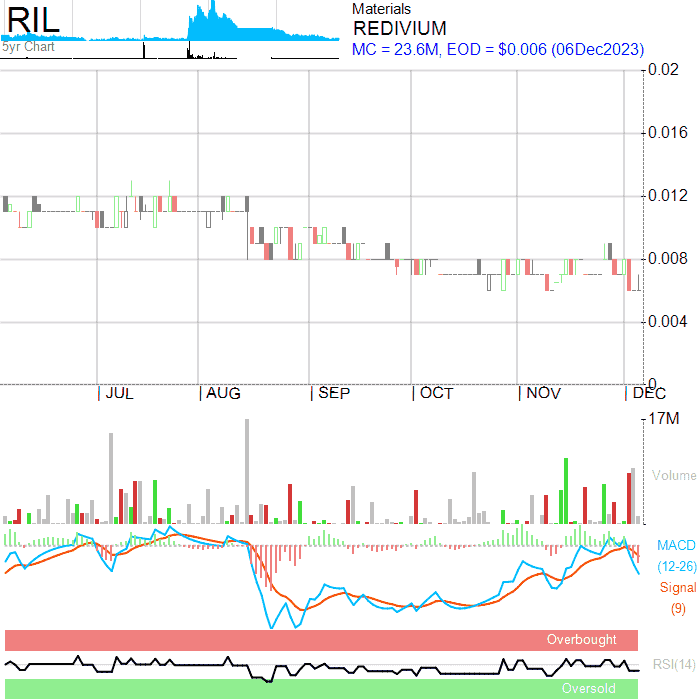 RIL
5yr Chart
Materials
REDIVIUM
MC = 23.6M, EOD = $0.006 (06Dec2023)
0.02
0.016
0.012
0.008
0.004
0
JUL AUG SEP OCT NOV DEC
17M
Volume
MACD
(12-26)
Signal
(9)
Overbought
RSI(14)
Oversold